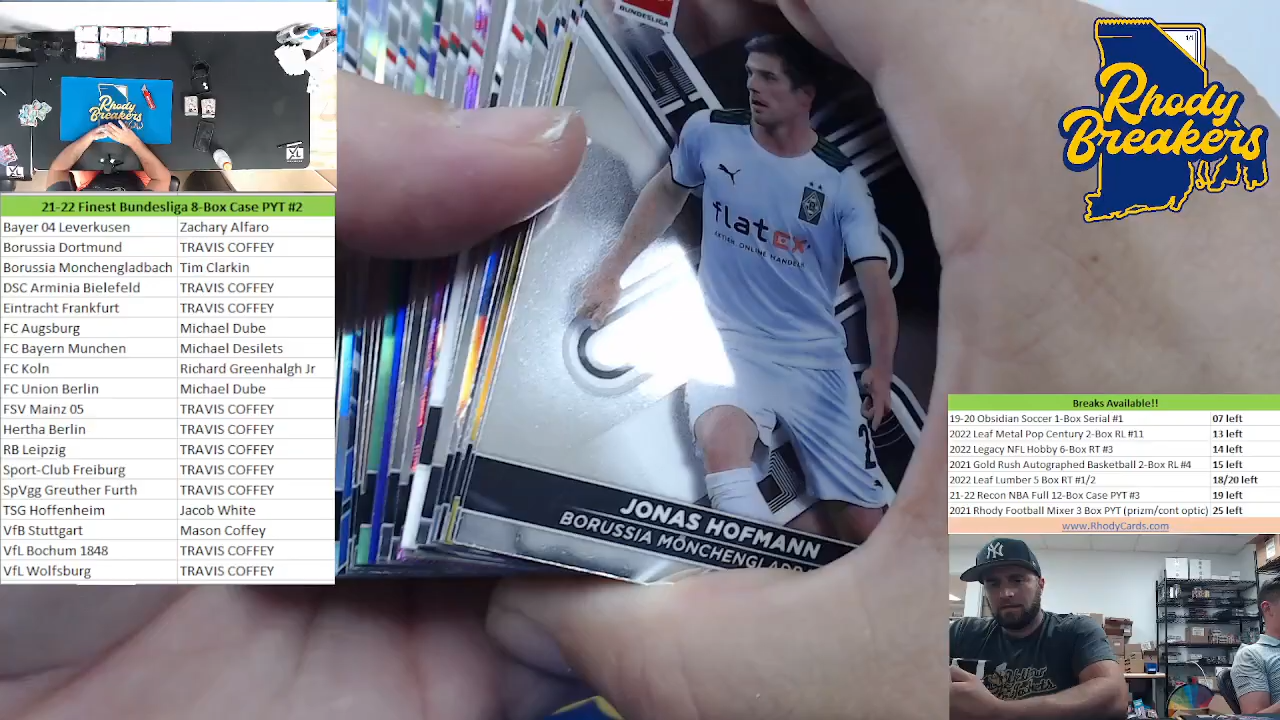 Rhody
Breakers
21-22 Finest Bundesliga 8-Box Case PYT #2
Bayer 04 Leverkusen Zachary Alfaro
Borussia Dortmund TRAVIS COFFEY
Borussia Monchengladbach Tim Clarkin
DSC Arminia Bielefeld TRAVIS COFFEY
Eintracht Frankfurt TRAVIS COFFEY
FC Augsburg Michael Dube
FC Bayern Munchen Michael Desilets
FC Koln Richard Greenhalgh Jr
FC Union Berlin Michael Dube
FSV Mainz 05 TRAVIS COFFEY
Hertha Berlin TRAVIS COFFEY
RB Leipzig TRAVIS COFFEY
Sport-Club Freiburg TRAVIS COFFEY
SpVgg Greuther Furth TRAVIS COFFEY
TSG Hoffenheim Jacob White
VfB Stuttgart Mason Coffey
VfL Bochum 1848 TRAVIS COFFEY
VfL Wolfsburg TRAVIS COFFEY
BUNDESLIGA
flatex
AKTIEN. ONLINE HANDELN
2
JONAS HOFMANN
BORUSSIA MÖNCHENGLADB
1/1
Rhody
Breakers
Breaks Available!!
19-20 Obsidian Soccer 1-Box Serial #1 07 left
2022 Leaf Metal Pop Century 2-Box RL #11 13 left
2022 Legacy NFL Hobby 6-Box RT #3 14 left
2021 Gold Rush Autographed Basketball 2-Box RL #4 15 left
2022 Leaf Lumber 5 Box RT #1/2 18/20 left
21-22 Recon NBA Full 12-Box Case PYT #3 19 left
2021 Rhody Football Mixer 3 Box PYT (prizm/cont optic) 25 left
www.RhodyCards.com